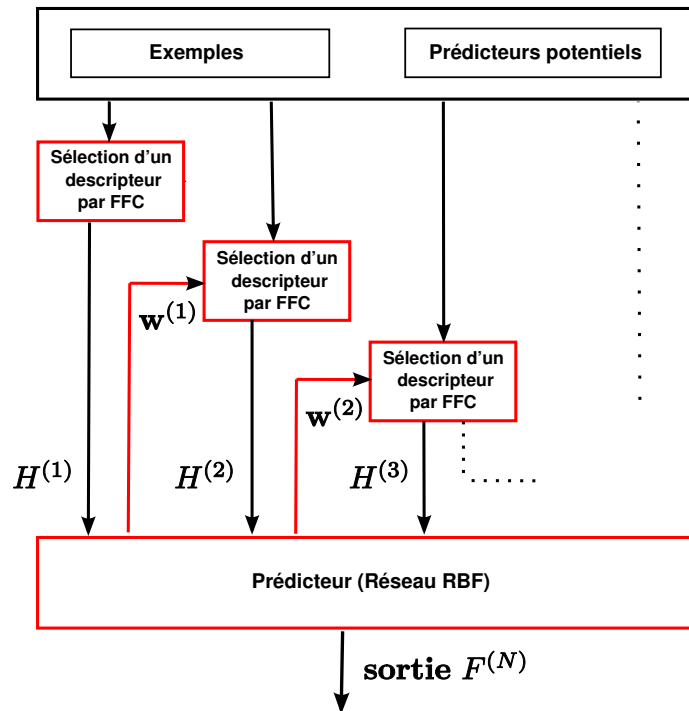 Exemples
Prédicteurs potentiels
Sélection d'un
descripteur
par FFC
Sélection d'un
descripteur
par FFC
w^(1)
Sélection d'un
descripteur
par FFC
w^(2)
H^(1)
H^(2)
H^(3)
Prédicteur (Réseau RBF)
sortie F^(N)